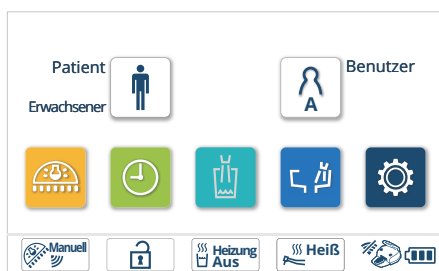 Patient
Erwachsener
Benutzer
A
Manuell
Heizung
Aus
Heiß